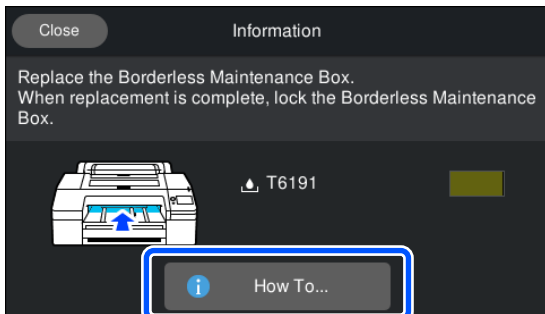 Close
Information
Replace the Borderless Maintenance Box.
When replacement is complete, lock the Borderless Maintenance
Box.
T6191
How To...